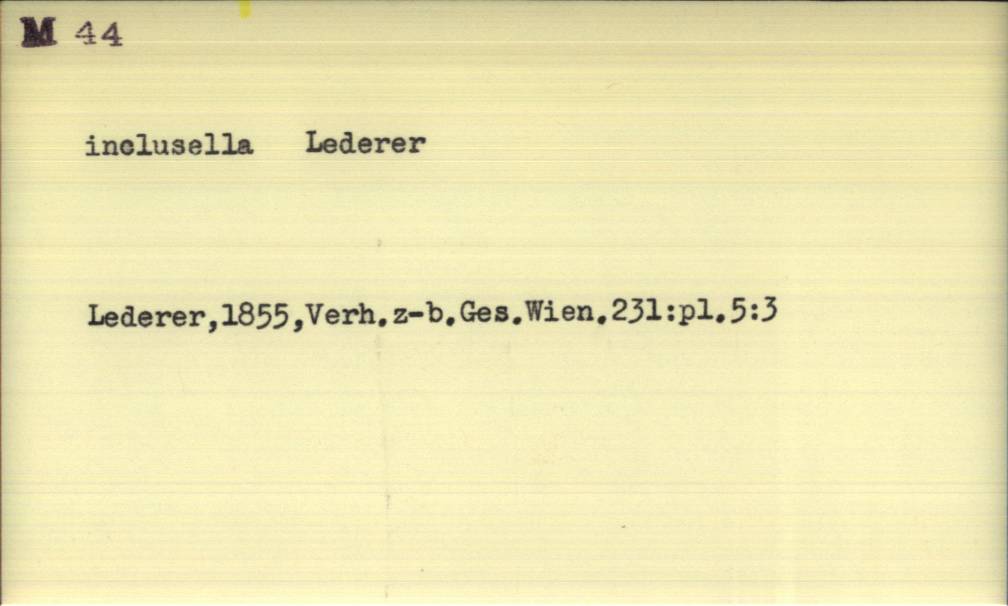 M 44
inclusella Lederer
Lederer,1855,Verh.z-b.Ges.Wien.231:pl.5:3